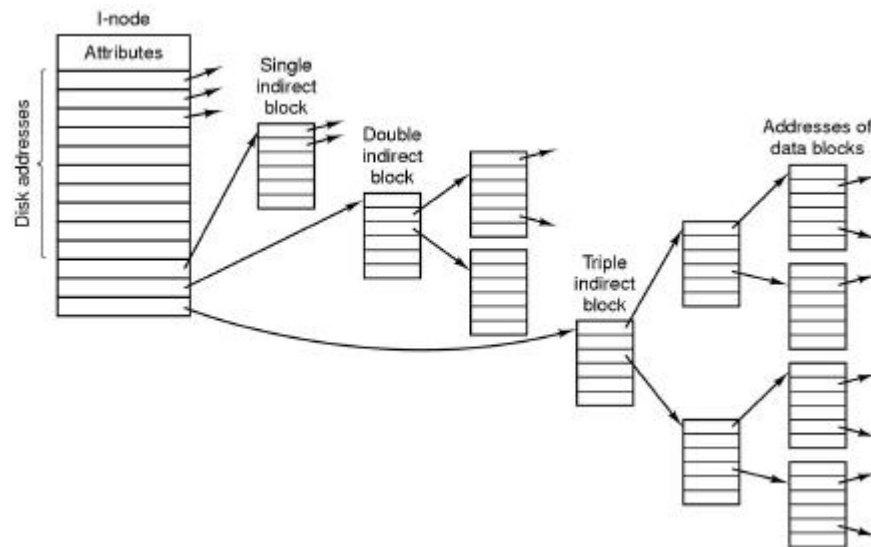 I-node
Attributes
Disk addresses
Single
indirect
block
Double
indirect
block
Triple
indirect
block
Addresses of
data blocks